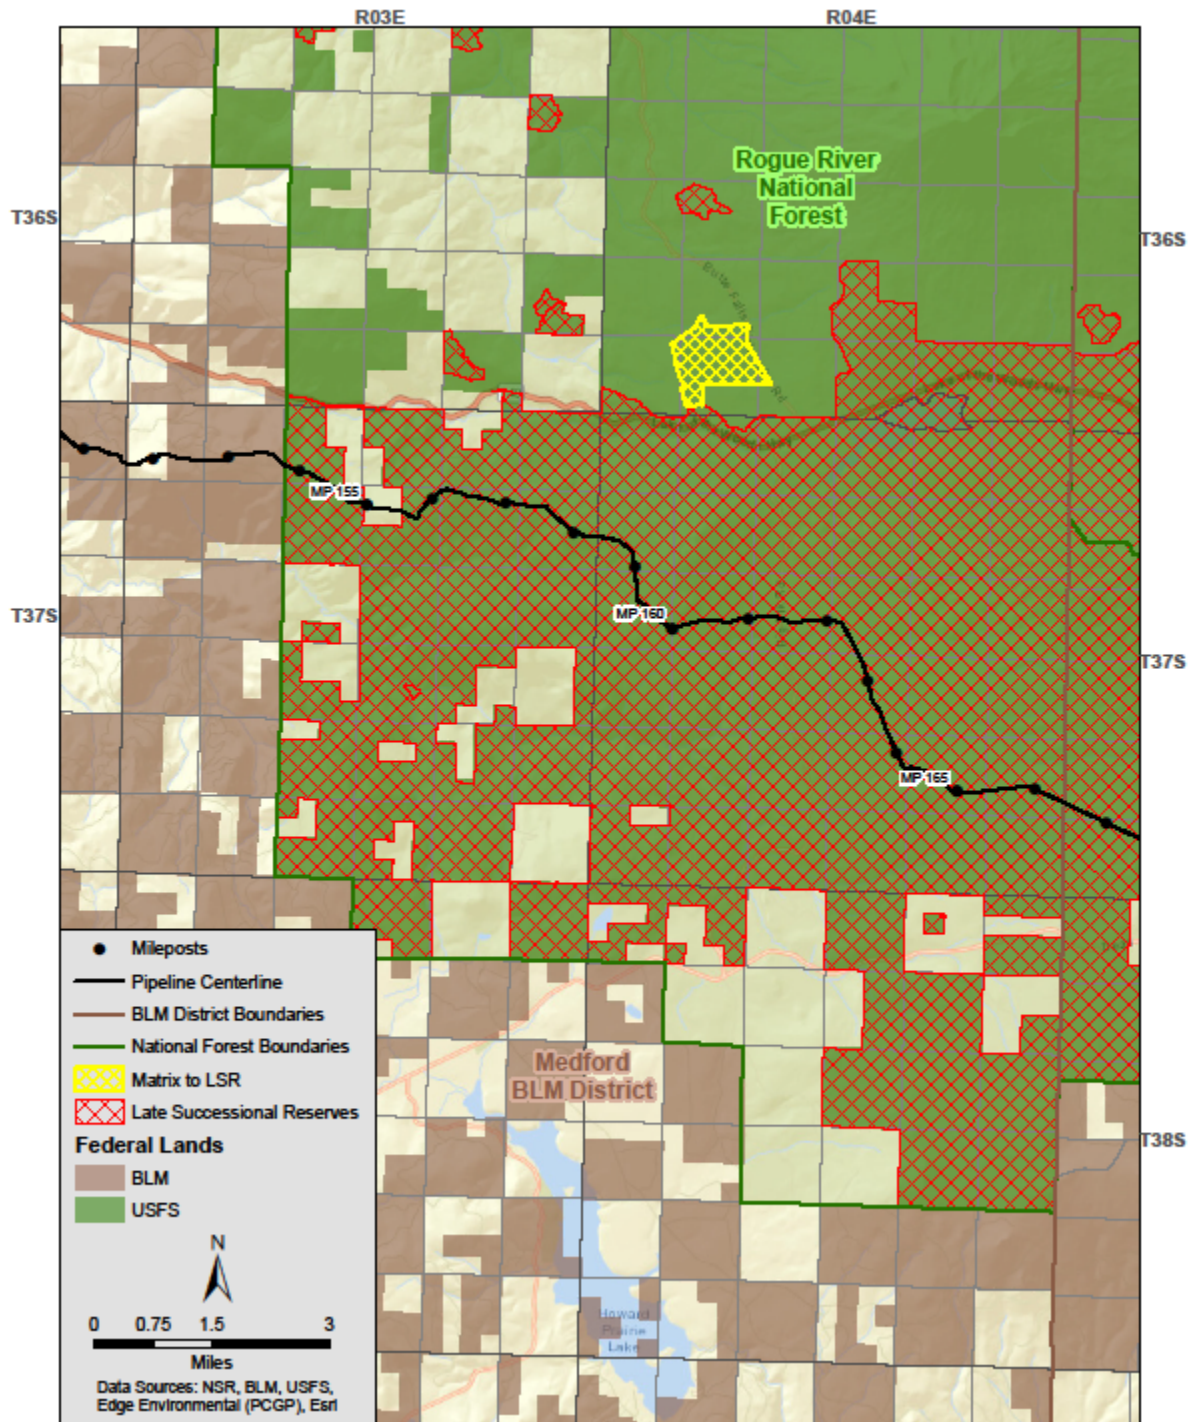 R03E
R04E
Rogue River
National
Forest
T36S
T36S
Butte Falls
Rd
MP 155
MP 160
T37S
T37S
MP 165
Mileposts
Pipeline Centerline
BLM District Boundaries
National Forest Boundaries
Matrix to LSR
Late Successional Reserves
Federal Lands
BLM
USFS
N
0 0.75 1.5 3
Miles
Data Sources: NSR, BLM, USFS,
Edge Environmental (PCGP), Esri
Medford
BLM District
T38S
Howard
Prairie
Lake